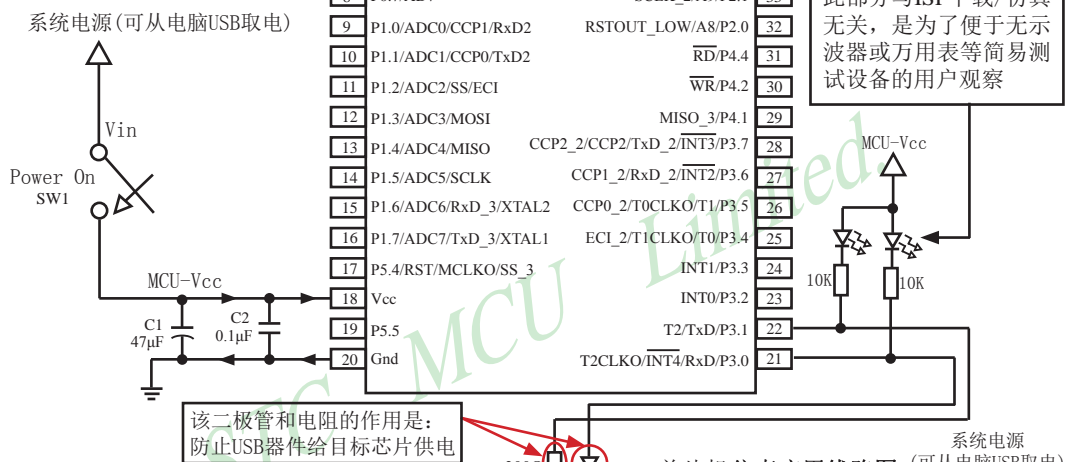 系统电源(可从电脑USB取电)
Vin
Power On
SW1
MCU-Vcc
C1
47μF
C2
0.1μF
9 P1.0/ADC0/CCP1/RxD2
10 P1.1/ADC1/CCP0/TxD2
11 P1.2/ADC2/SS/ECI
12 P1.3/ADC3/MOSI
13 P1.4/ADC4/MISO
14 P1.5/ADC5/SCLK
15 P1.6/ADC6/RxD_3/XTAL2
16 P1.7/ADC7/TxD_3/XTAL1
17 P5.4/RST/MCLKO/SS_3
18 Vcc
19 P5.5
20 Gnd
RSTOUT_LOW/A8/P2.0 32
RD/P4.4 31
WR/P4.2 30
MISO_3/P4.1 29
CCP2_2/CCP2/TxD_2/INT3/P3.7 28
CCP1_2/RxD_2/INT2/P3.6 27
CCP0_2/T0CLKO/T1/P3.5 26
ECI_2/T1CLKO/T0/P3.4 25
INT1/P3.3 24
INT0/P3.2 23
T2/TxD/P3.1 22
T2CLKO/INT4/RxD/P3.0 21
无关，是为了便于无示
波器或万用表等简易测
试设备的用户观察
MCU-Vcc
10K
10K
STC MCU Limited.
该二极管和电阻的作用是：
防止USB器件给目标芯片供电
系统电源
(可从电脑USB取电)